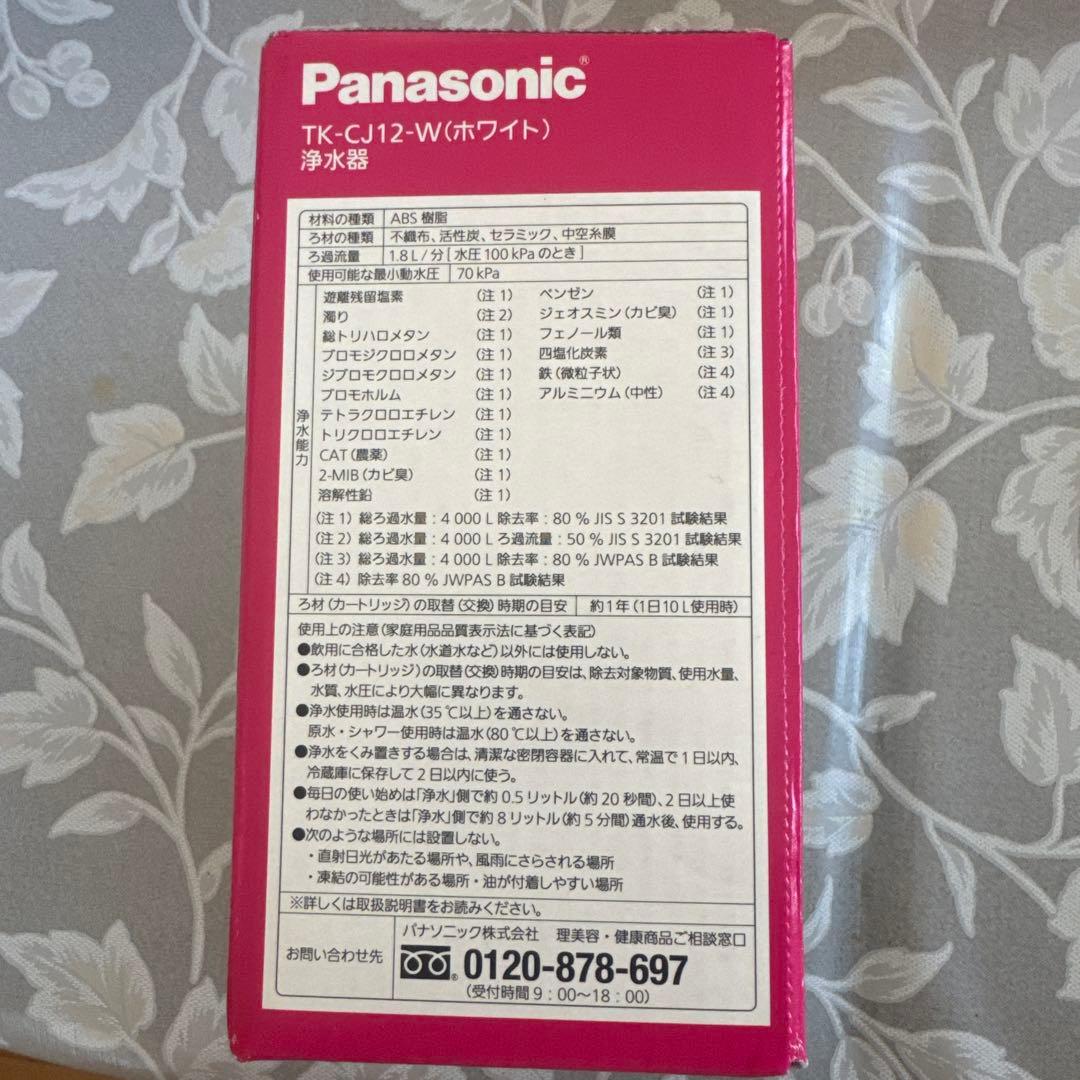 Panasonic®
TK-CJ12-W(ホワイト)
浄水器
材料の種類 ABS 樹脂
ろ材の種類 不織布、活性炭、セラミック、中空糸膜
ろ過流量 1.8 L / 分 [ 水圧 100 kPa のとき ]
使用可能な最小動水圧 70 kPa
浄水能力
遊離残留塩素 (注 1) ベンゼン (注 1)
濁り (注 2) ジェオスミン(カビ臭) (注 1)
総トリハロメタン (注 1) フェノール類 (注 1)
ブロモジクロロメタン (注 1) 四塩化炭素 (注 3)
ジブロモクロロメタン (注 1) 鉄(微粒子状) (注 4)
ブロモホルム (注 1) アルミニウム(中性) (注 4)
テトラクロロエチレン (注 1)
トリクロロエチレン (注 1)
CAT(農薬) (注 1)
2-MIB(カビ臭) (注 1)
溶解性鉛 (注 1)
(注 1) 総ろ過水量 : 4 000 L 除去率 : 80 % JIS S 3201 試験結果
(注 2) 総ろ過水量 : 4 000 L ろ過流量 : 50 % JIS S 3201 試験結果
(注 3) 総ろ過水量 : 4 000 L 除去率 : 80 % JWPAS B 試験結果
(注 4) 除去率 80 % JWPAS B 試験結果
ろ材(カートリッジ)の取替(交換)時期の目安 約1年(1日10 L使用時)
使用上の注意(家庭用品品質表示法に基づく表記)
●飲用に合格した水(水道水など)以外には使用しない。
●ろ材(カートリッジ)の取替(交換)時期の目安は、除去対象物質、使用水量、
水質、水圧により大幅に異なります。
●浄水使用時は温水(35 ℃以上)を通さない。
原水・シャワー使用時は温水(80 ℃以上)を通さない。
●浄水をくみ置きする場合は、清潔な密閉容器に入れて、常温で 1 日以内、
冷蔵庫に保存して 2 日以内に使う。
●毎日の使い始めは「浄水」側で約 0.5 リットル(約 20 秒間)、2 日以上使
わなかったときは「浄水」側で約 8 リットル(約 5 分間)通水後、使用する。
●次のような場所には設置しない。
・直射日光があたる場所や、風雨にさらされる場所
・凍結の可能性がある場所・油が付着しやすい場所
※詳しくは取扱説明書をお読みください。
お問い合わせ先
パナソニック株式会社 理美容・健康商品ご相談窓口
0120-878-697
(受付時間 9 : 00〜18 : 00)